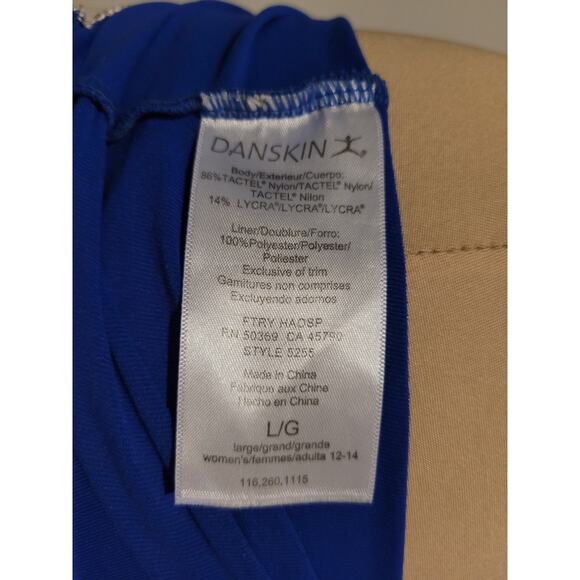 DANSKIN
Body/Exterieur/Cuerpo:
86%TACTEL® Nylon/TACTEL® Nylon/
TACTEL® Nilon
14% LYCRA®/LYCRA®/LYCRA®
Liner/Doublure/Forro:
100%Polyester/Polyester/
Poliester
Exclusive of trim
Garnitures non comprises
Excluyendo adornos
FTRY HAOSP
RN 50369 CA 45790
STYLE 5255
Made in China
Fabrique aux Chine
Hecho en China
L/G
large/grand/grande
women's/femmes/adulta 12-14
116,260,1115